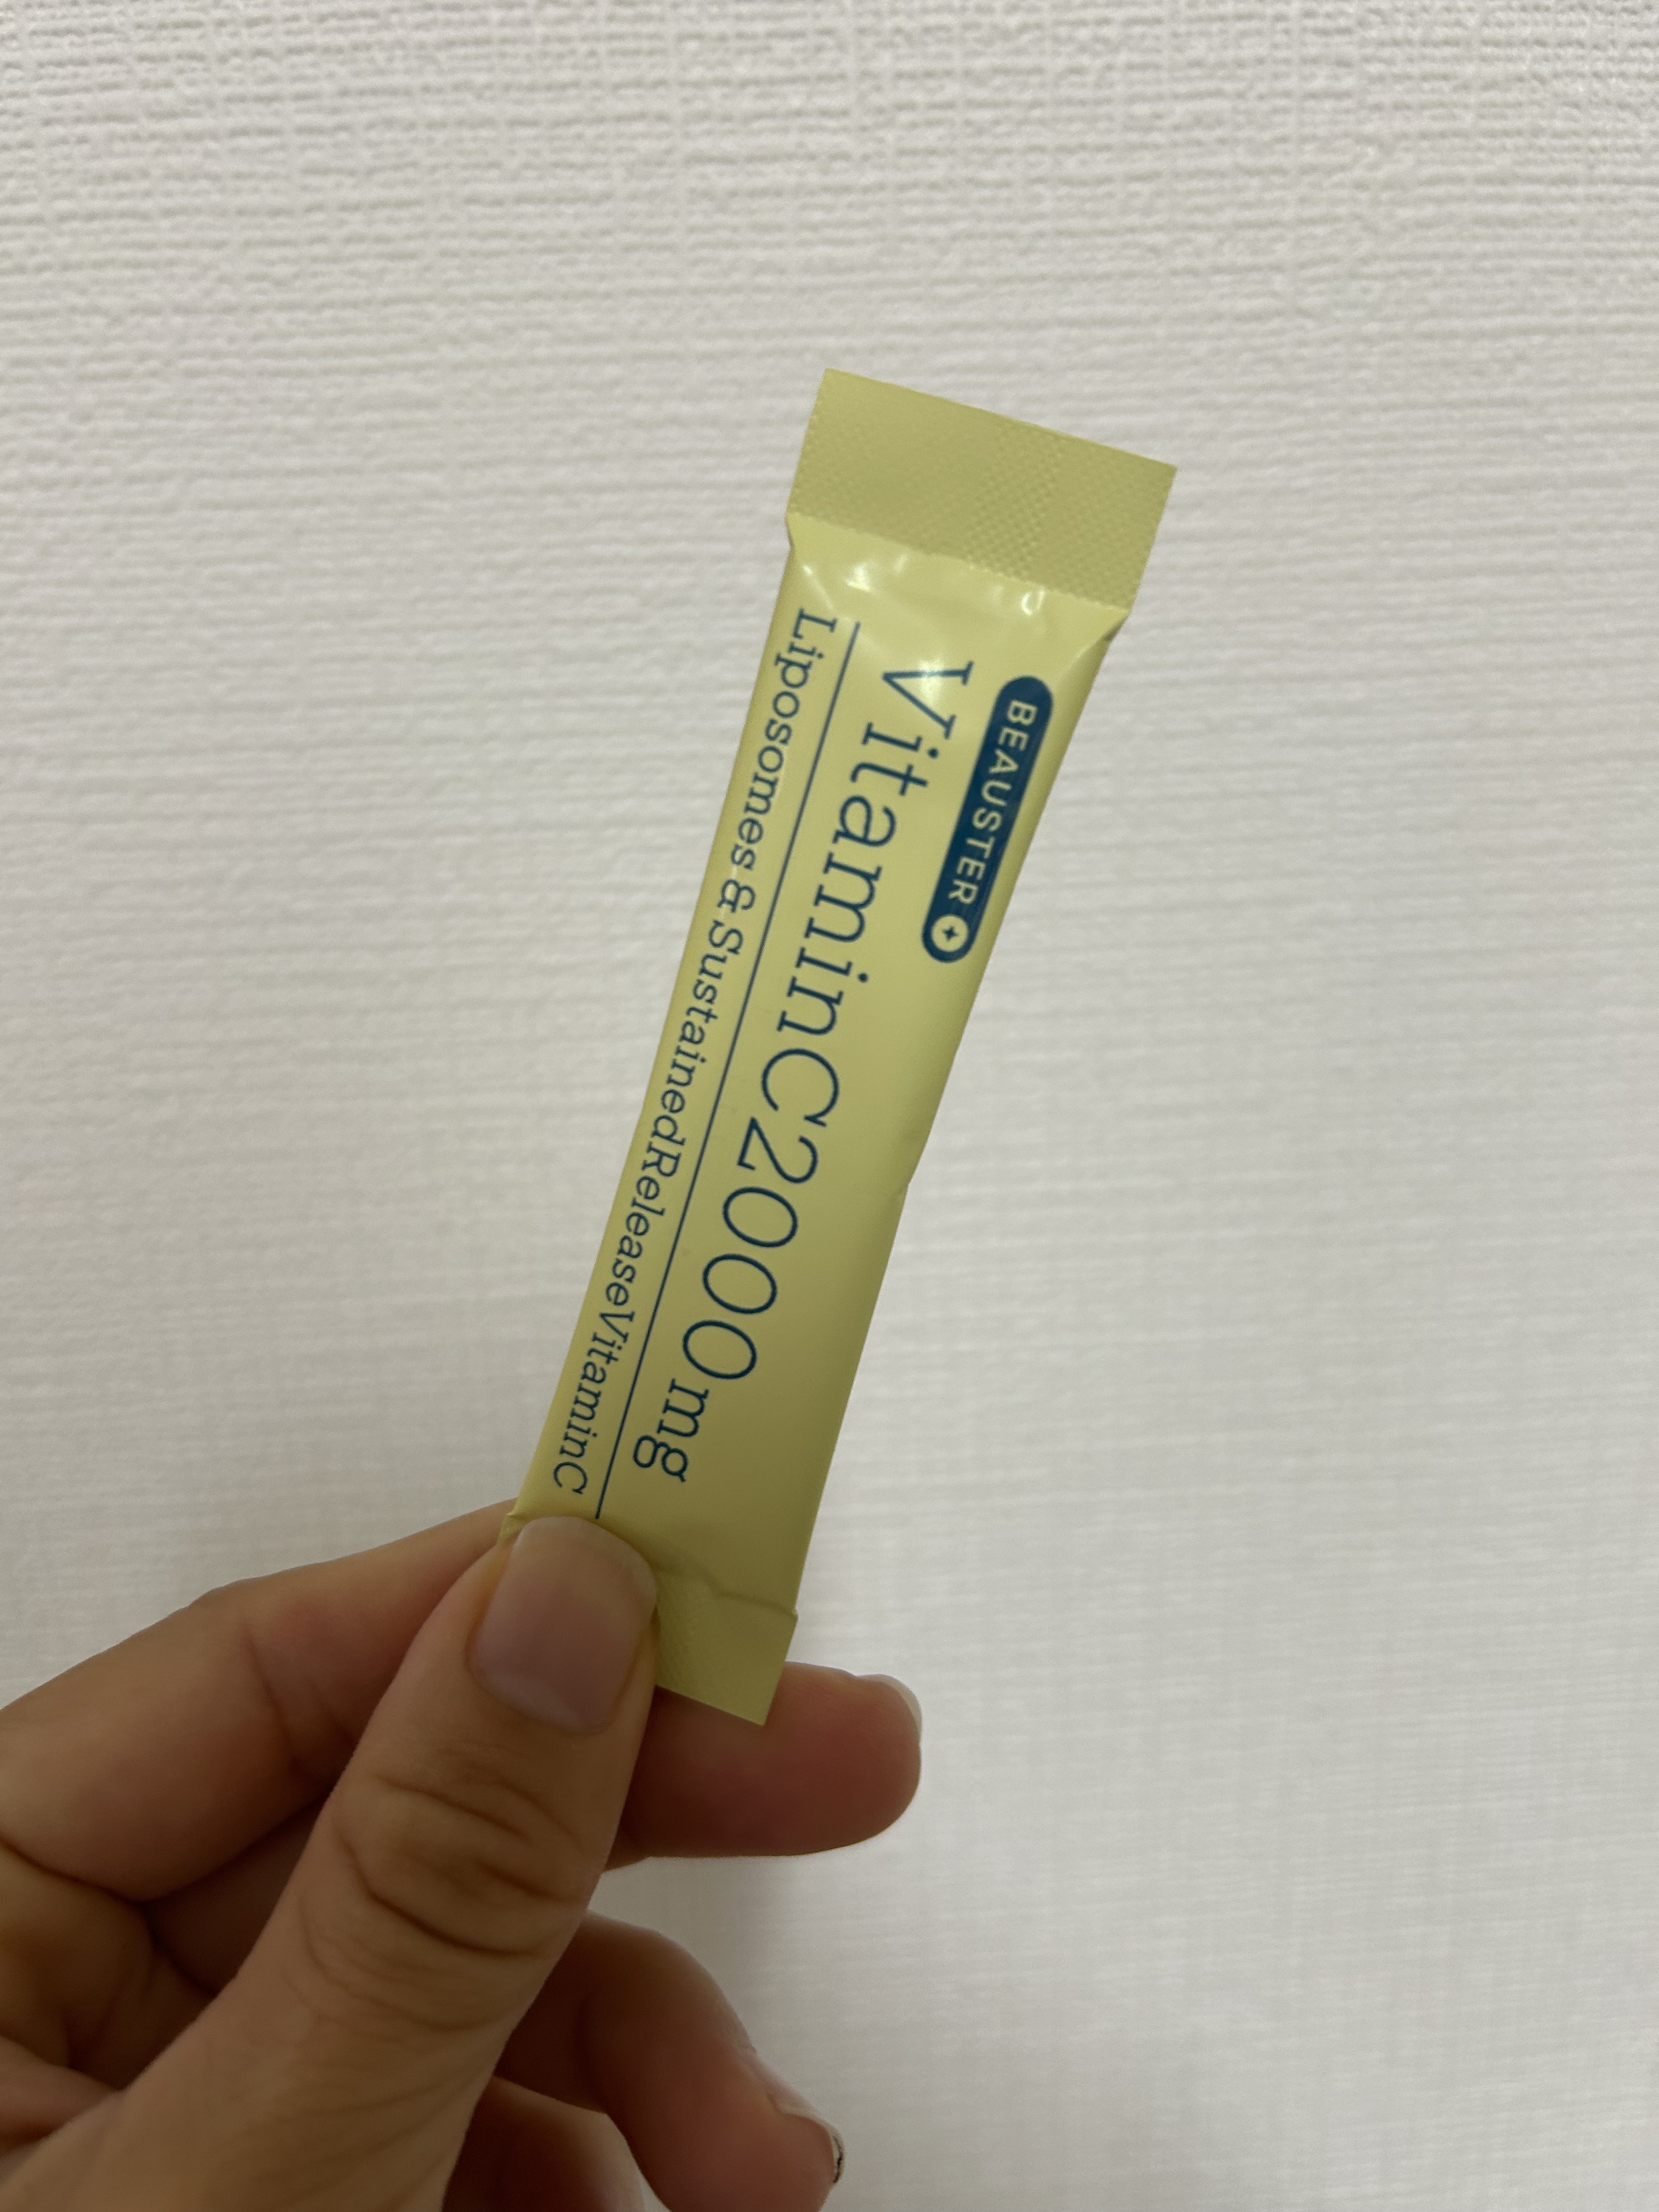 BEAUSTER
VitaminC2000mg
Liposomes & SustainedReleaseVitaminC